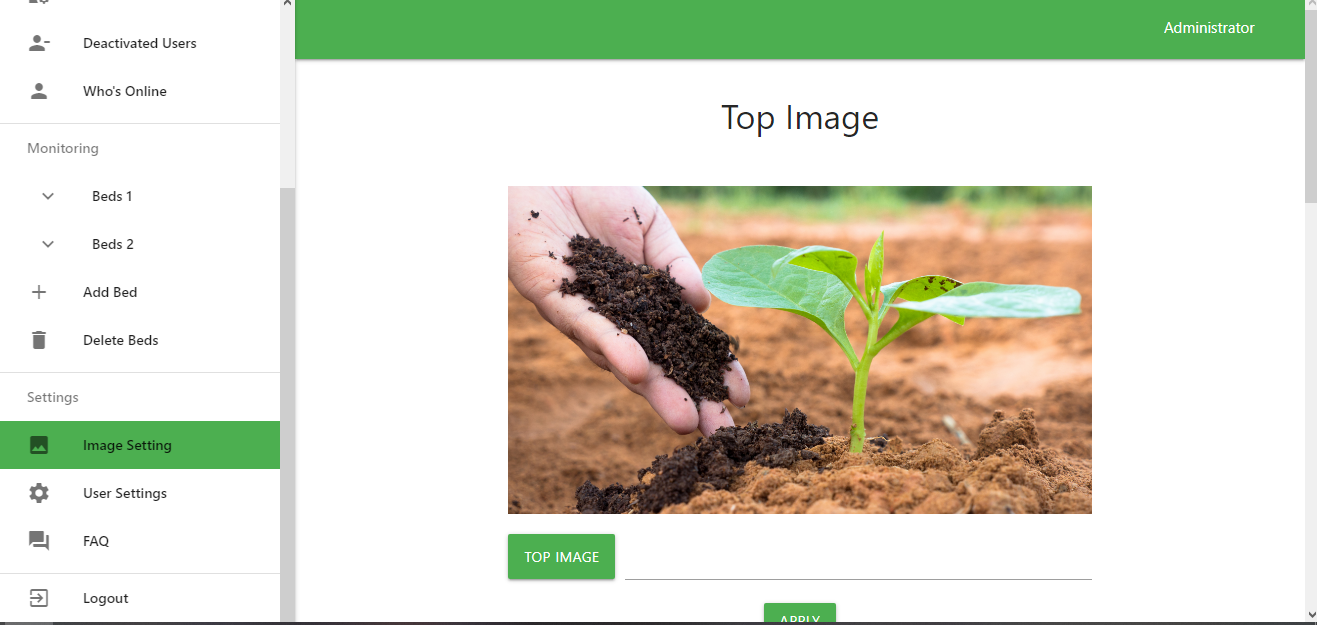 Deactivated Users
Who's Online
Monitoring
Beds 1
Beds 2
Add Bed
Delete Beds
Settings
Image Setting
User Settings
FAQ
Logout
Administrator
Top Image
TOP IMAGE
APPLY